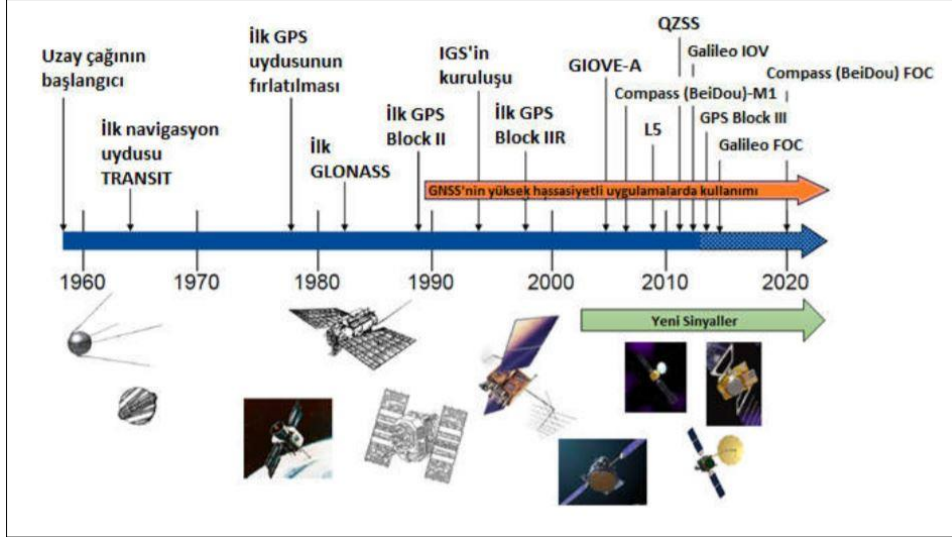 Uzay çağının
başlangıcı
İlk navigasyon
uydusu
TRANSIT
İlk GPS
uydusunun
fırlatılması
İlk
GLONASS
İlk GPS
Block II
IGS'in
kuruluşu
İlk GPS
Block IIR
GIOVE-A
Compass (BeiDou)-M1
L5
QZSS
Galileo IOV
GPS Block III
Galileo FOC
Compass (BeiDou) FOC
GNSS'nin yüksek hassasiyetli uygulamalarda kullanımı
1960
1970
1980
1990
2000
2010
2020
Yeni Sinyaller